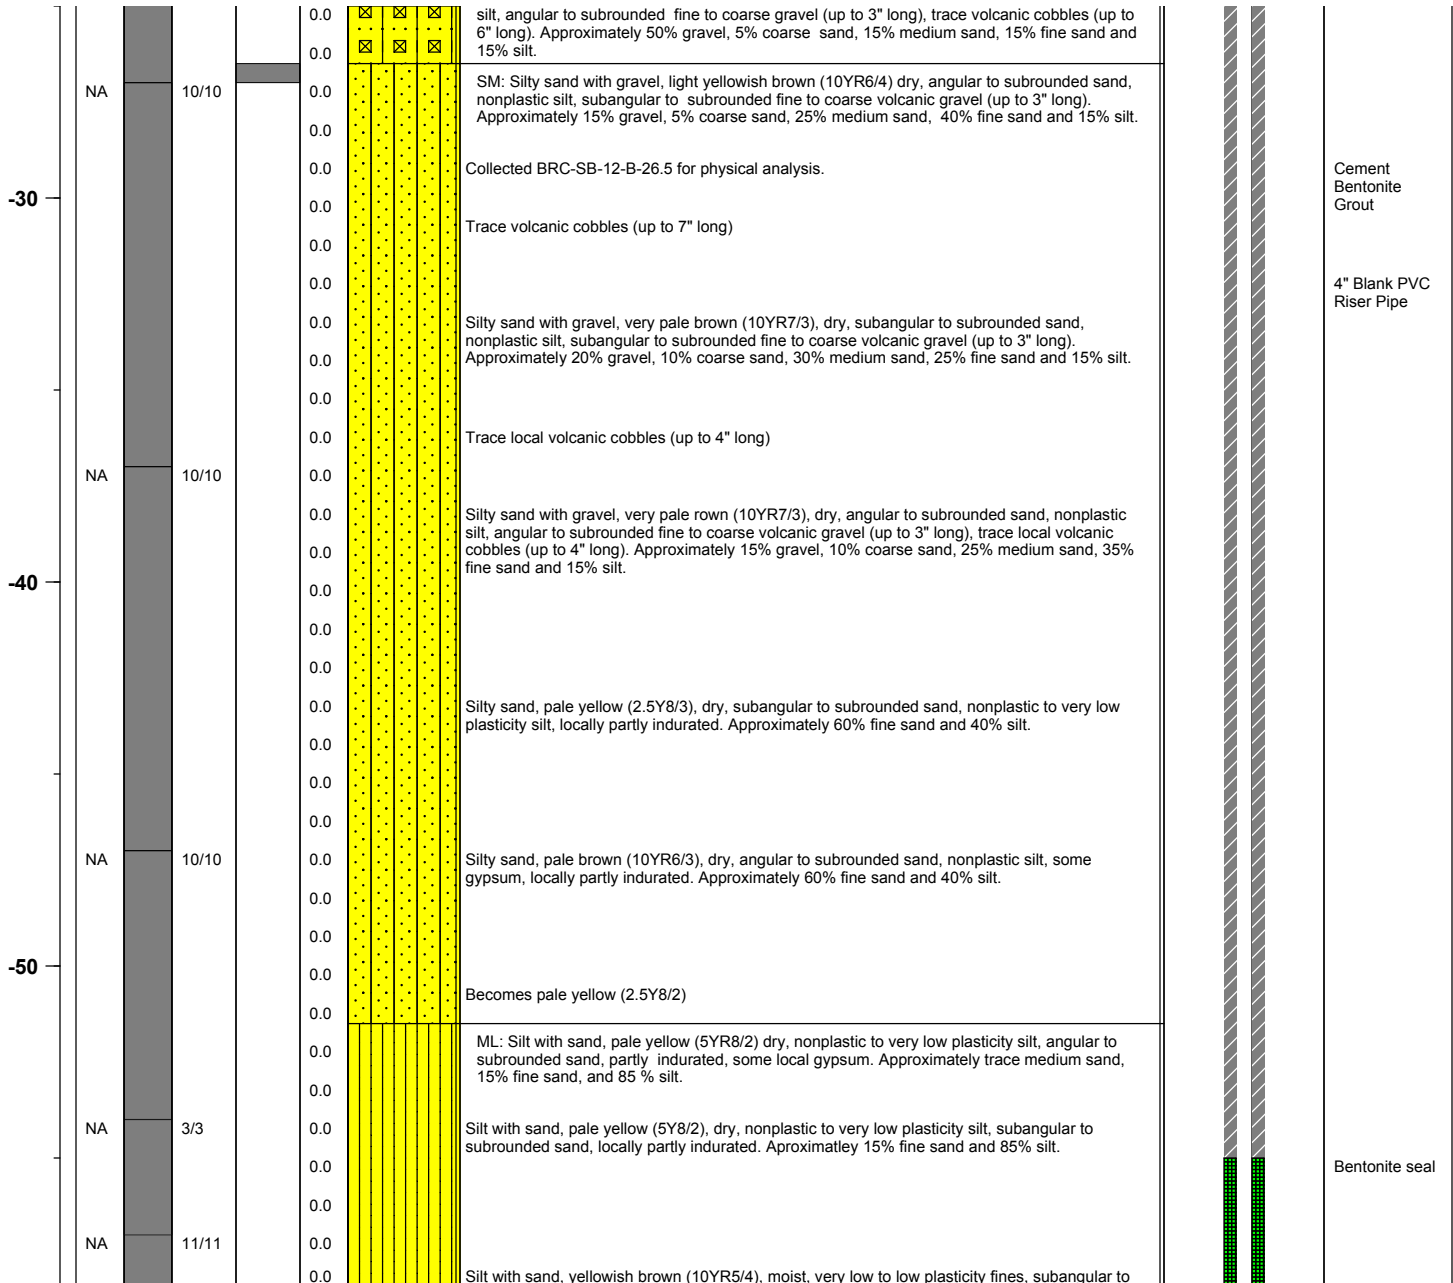 0.0
silt, angular to subrounded fine to coarse gravel (up to 3" long), trace volcanic cobbles (up to
6" long). Approximately 50% gravel, 5% coarse sand, 15% medium sand, 15% fine sand and
0.0
15% silt.
SM: Silty sand with gravel, light yellowish brown (10YR6/4) dry, angular to subrounded sand,
NA 10/10 0.0
nonplastic silt, subangular to subrounded fine to coarse volcanic gravel (up to 3" long).
Approximately 15% gravel, 5% coarse sand, 25% medium sand, 40% fine sand and 15% silt.
0.0
0.0 Collected BRC-SB-12-B-26.5 for physical analysis.
Cement
Bentonite
Grout
-30
0.0
Trace volcanic cobbles (up to 7" long)
0.0
0.0
4" Blank PVC
Riser Pipe
0.0 Silty sand with gravel, very pale brown (10YR7/3), dry, subangular to subrounded sand,
nonplastic silt, subangular to subrounded fine to coarse volcanic gravel (up to 3" long).
0.0 Approximately 20% gravel, 10% coarse sand, 30% medium sand, 25% fine sand and 15% silt.
0.0
0.0 Trace local volcanic cobbles (up to 4" long)
NA 10/10 0.0
0.0 Silty sand with gravel, very pale rown (10YR7/3), dry, angular to subrounded sand, nonplastic
silt, angular to subrounded fine to coarse volcanic gravel (up to 3" long), trace local volcanic
0.0 cobbles (up to 4" long). Approximately 15% gravel, 10% coarse sand, 25% medium sand, 35%
fine sand and 15% silt.
-40
0.0
0.0
0.0
0.0 Silty sand, pale yellow (2.5Y8/3), dry, subangular to subrounded sand, nonplastic to very low
plasticity silt, locally partly indurated. Approximately 60% fine sand and 40% silt.
0.0
0.0
0.0
NA 10/10 0.0 Silty sand, pale brown (10YR6/3), dry, angular to subrounded sand, nonplastic silt, some
gypsum, locally partly indurated. Approximately 60% fine sand and 40% silt.
0.0
0.0
-50
0.0
Becomes pale yellow (2.5Y8/2)
0.0
ML: Silt with sand, pale yellow (5YR8/2) dry, nonplastic to very low plasticity silt, angular to
0.0 subrounded sand, partly indurated, some local gypsum. Approximately trace medium sand,
15% fine sand, and 85 % silt.
0.0
NA 3/3 0.0 Silt with sand, pale yellow (5Y8/2), dry, nonplastic to very low plasticity silt, subangular to
subrounded sand, locally partly indurated. Aproximatley 15% fine sand and 85% silt.
0.0 Bentonite seal
0.0
NA 11/11 0.0
0.0 Silt with sand, yellowish brown (10YR5/4), moist, very low to low plasticity fines, subangular to